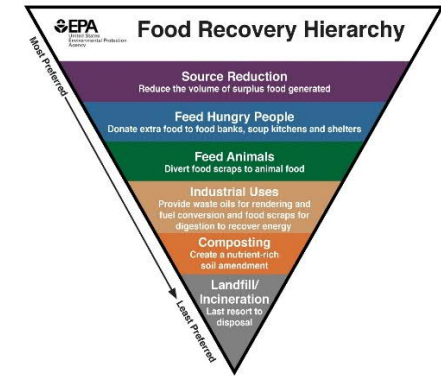 EPA
United States
Environmental Protection
Agency
Food Recovery Hierarchy
Most Preferred
Source Reduction
Reduce the volume of surplus food generated
Feed Hungry People
Donate extra food to food banks, soup kitchens and shelters
Feed Animals
Divert food scraps to animal food
Industrial Uses
Provide waste oils for rendering and
fuel conversion and food scraps for
digestion to recover energy
Composting
Create a nutrient-rich
soil amendment
Landfill/
Incineration
Last resort to
disposal
Least Preferred